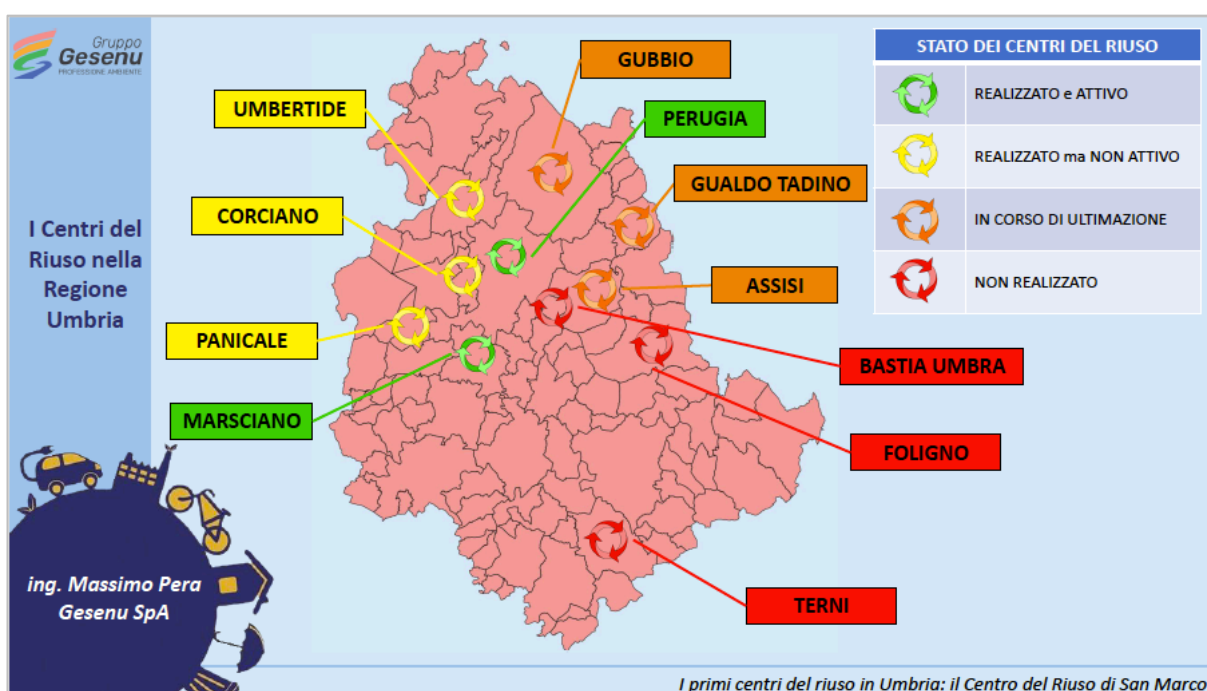 Gruppo
Gesenu
PROFESSIONE AMBIENTE
I Centri del
Riuso nella
Regione
Umbria
ing. Massimo Pera
Gesenu SpA
UMBERTIDE
CORCIANO
PANICALE
MARSCIANO
GUBBIO
PERUGIA
GUALDO TADINO
ASSISI
BASTIA UMBRA
FOLIGNO
TERNI
STATO DEI CENTRI DEL RIUSO
REALIZZATO e ATTIVO
REALIZZATO ma NON ATTIVO
IN CORSO DI ULTIMAZIONE
NON REALIZZATO
I primi centri del riuso in Umbria: il Centro del Riuso di San Marco